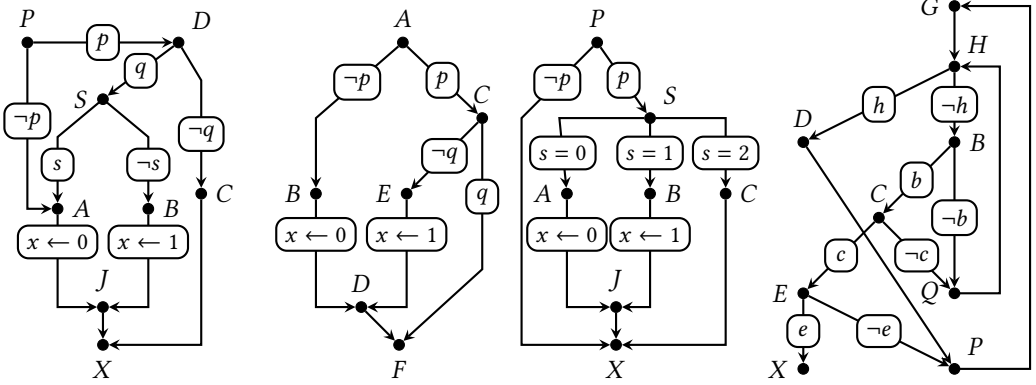 P
D
p
q
S
¬p
¬q
s
¬s
C
A
B
x ← 0
x ← 1
J
X
A
¬p
p
C
¬q
q
B
E
x ← 0
x ← 1
D
F
P
¬p
p
S
s = 0
s = 1
s = 2
A
B
C
x ← 0
x ← 1
J
X
G
H
h
¬h
D
B
b
C
¬b
c
¬c
E
Q
e
¬e
P
X